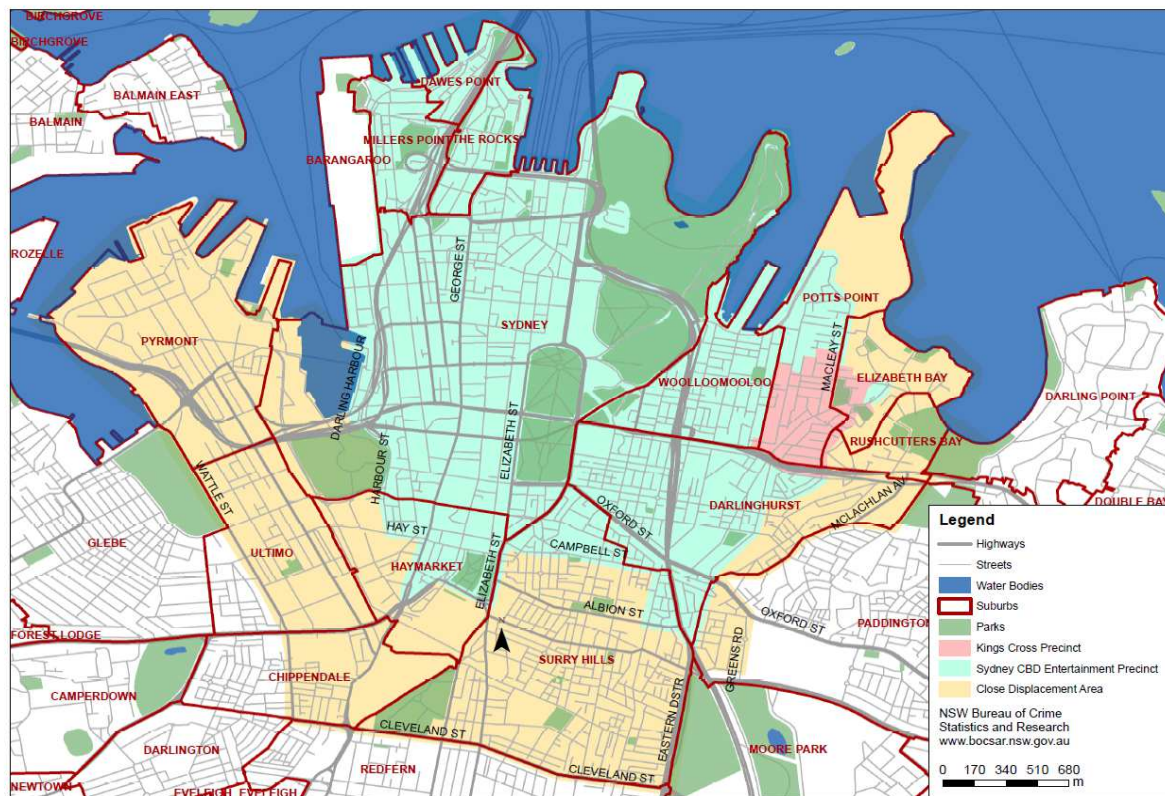 BIRCHGROVE
BIRCHGROVE
BALMAIN EAST
BALMAIN
DAWES POINT
MILLERS POINT
THE ROCKS
BARANGAROO
ROZELLE
GEORGE ST
POTTS POINT
SYDNEY
PYRMONT
DARLING HARBOUR
MACLEAY ST
ELIZABETH BAY
WOOLLOOMOOLOO
DARLING POINT
ELIZABETH ST
RUSHCUTTERS BAY
HARBOUR ST
WATTLE ST
DARLINGHURST
MCLACHLAN AV
DOUBLE BAY
OXFORD ST
HAY ST
CAMPBELL ST
GLEBE
ULTIMO
HAYMARKET
ELIZABETH ST
ALBION ST
OXFORD ST
PADDINGTON
FOREST LODGE
GREENS RD
SURRY HILLS
CHIPPENDALE
CAMPERDOWN
EASTERN DSTR
CLEVELAND ST
DARLINGTON
MOORE PARK
REDFERN
CLEVELAND ST
NEWTOWN
EVELEIGH
EVELEIGH
Legend
Highways
Streets
Water Bodies
Suburbs
Parks
Kings Cross Precinct
Sydney CBD Entertainment Precinct
Close Displacement Area
NSW Bureau of Crime
Statistics and Research
www.bocsar.nsw.gov.au
0 170 340 510 680
m